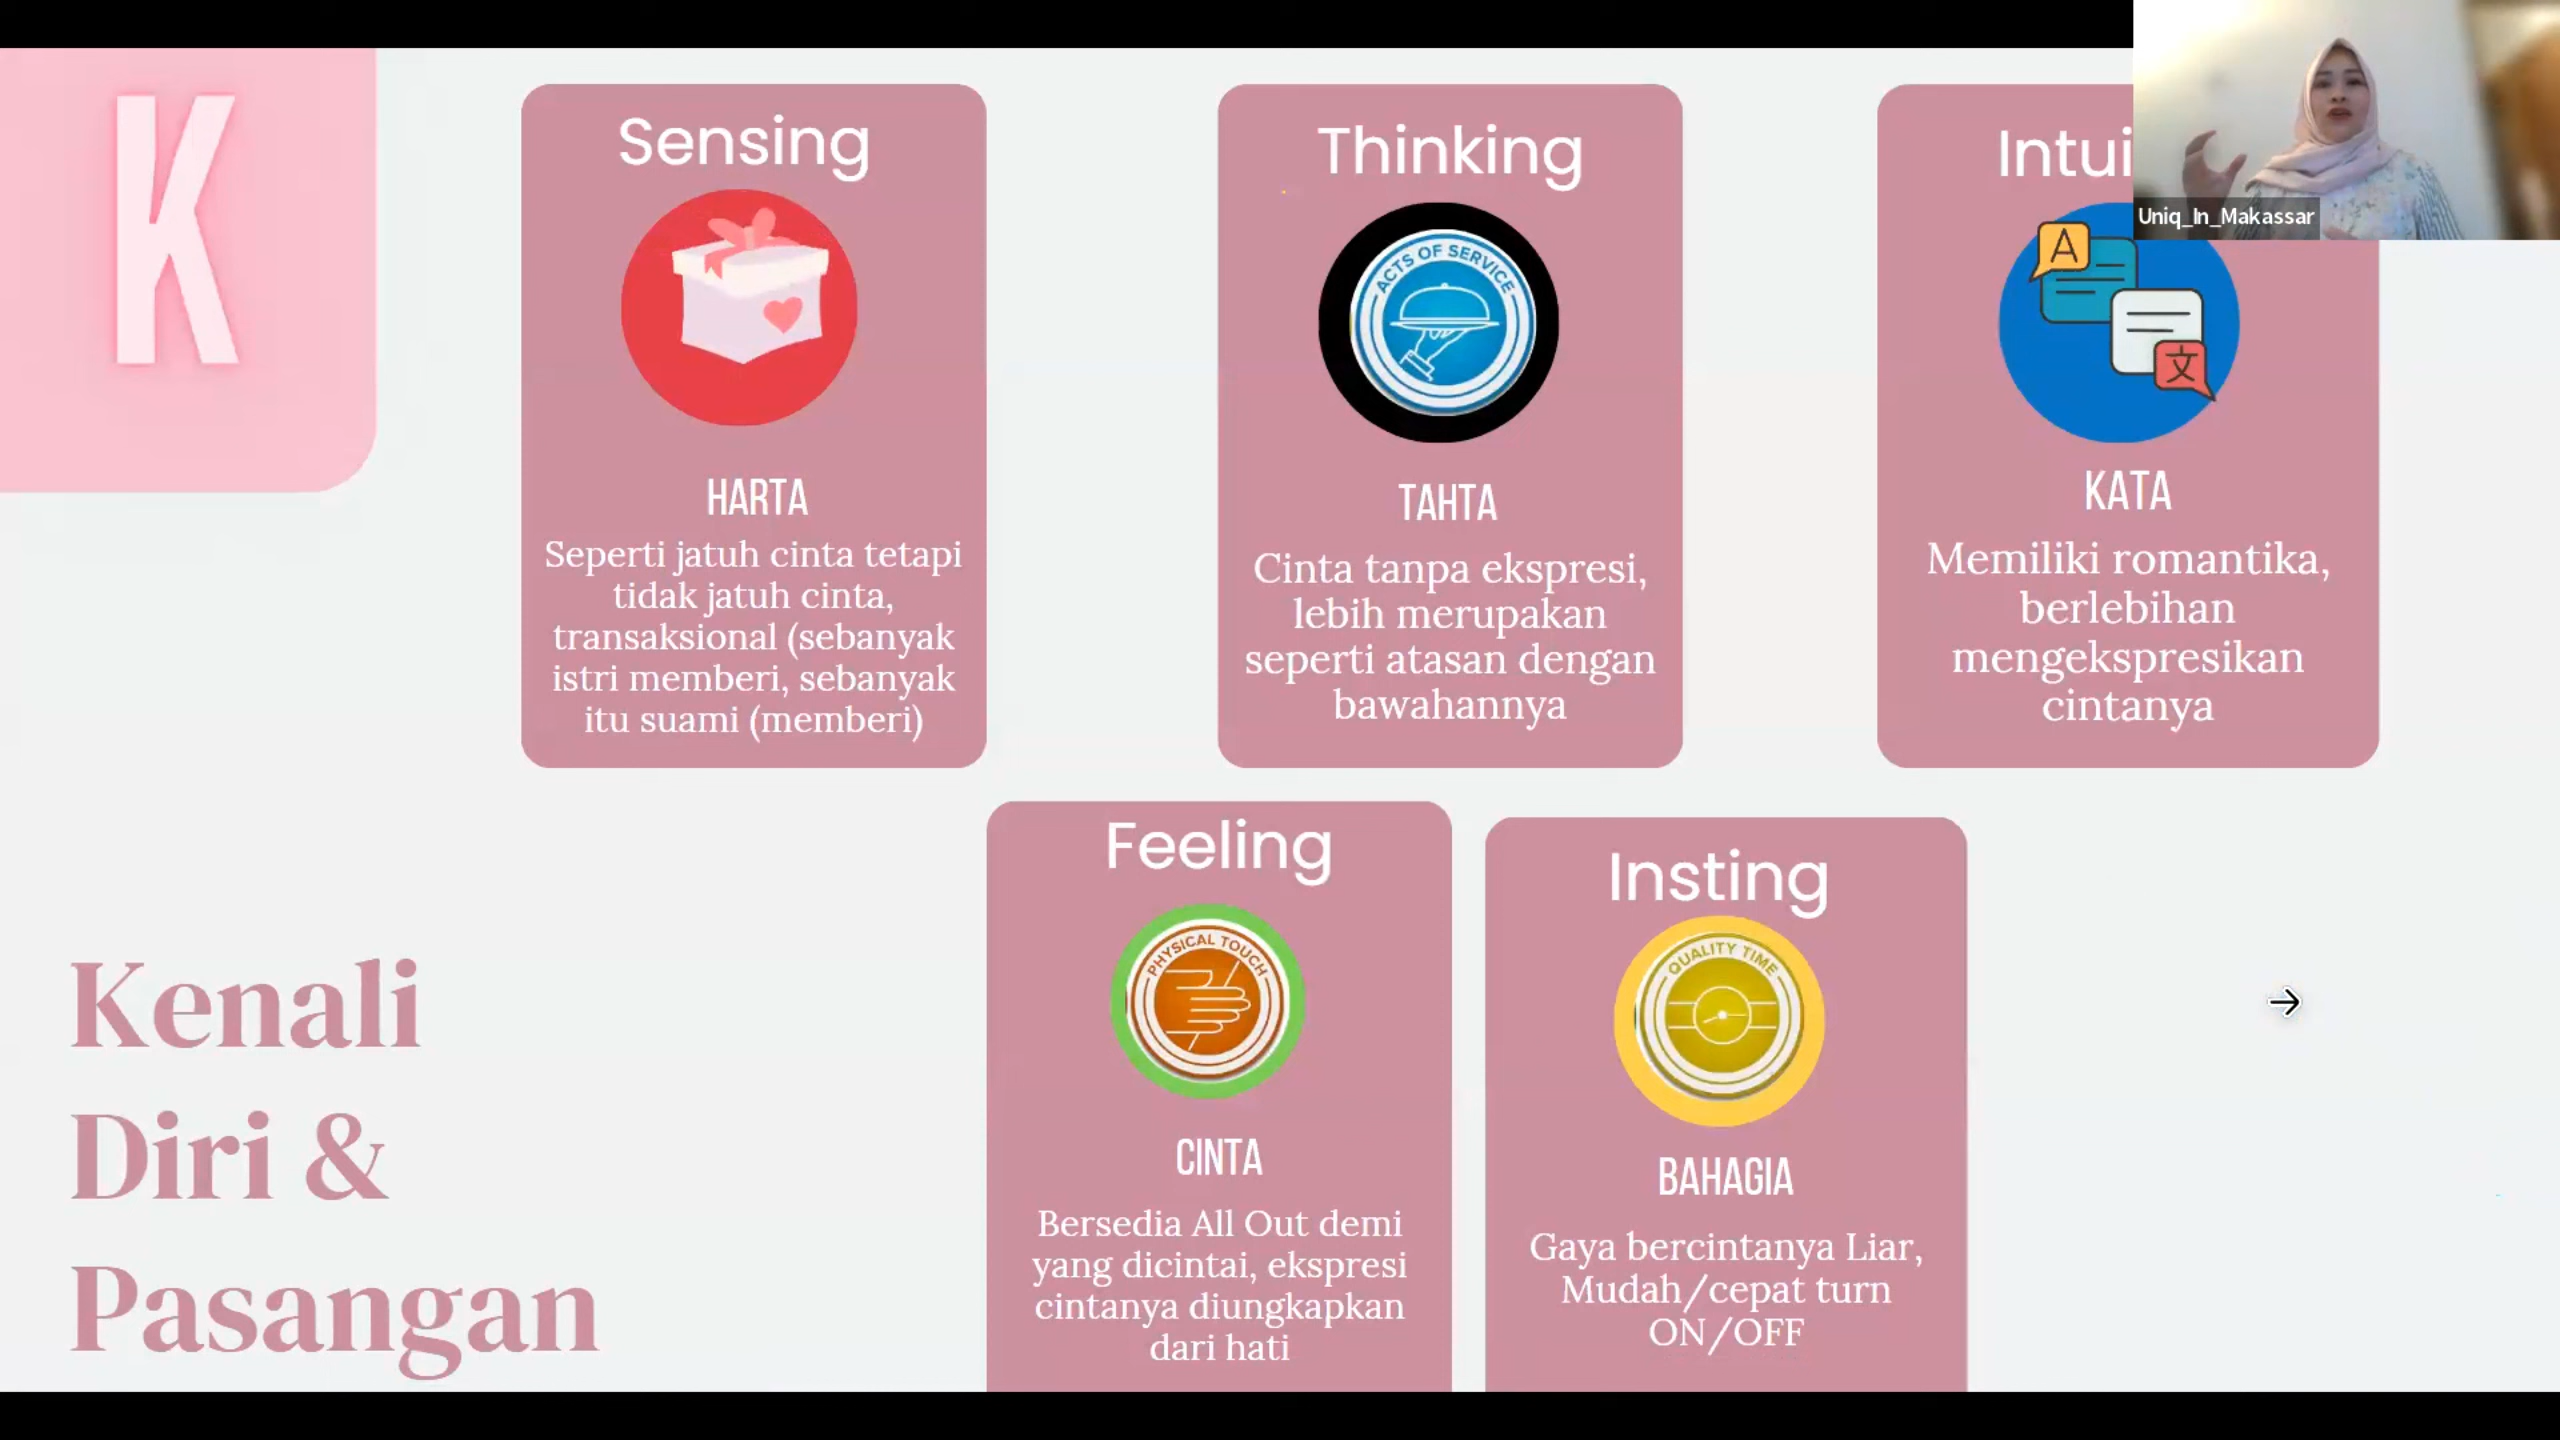 K
Sensing
HARTA
Seperti jatuh cinta tetapi
tidak jatuh cinta,
transaksional (sebanyak
istri memberi, sebanyak
itu suami (memberi)
Thinking
ACTS OF SERVICE
TAHTA
Cinta tanpa ekspresi,
lebih merupakan
seperti atasan dengan
bawahannya
Intui
Uniq_In_Makassar
A
文
KATA
Memiliki romantika,
berlebihan
mengekspresikan
cintanya
Feeling
PHYSICAL TOUCH
CINTA
Bersedia All Out demi
yang dicintai, ekspresi
cintanya diungkapkan
dari hati
Insting
QUALITY TIME
BAHAGIA
Gaya bercintanya Liar,
Mudah/cepat turn
ON/OFF
Kenali
Diri &
Pasangan